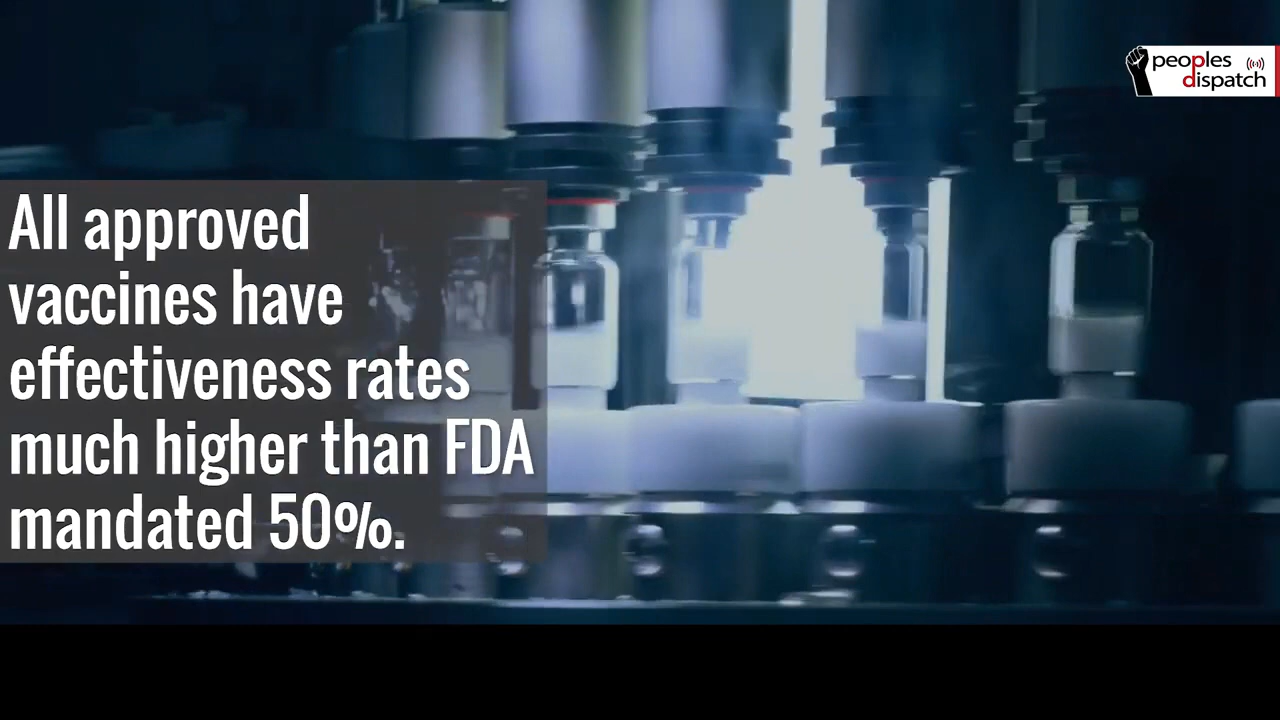 peoples
dispatch
All approved
vaccines have
effectiveness rates
much higher than FDA
mandated 50%.